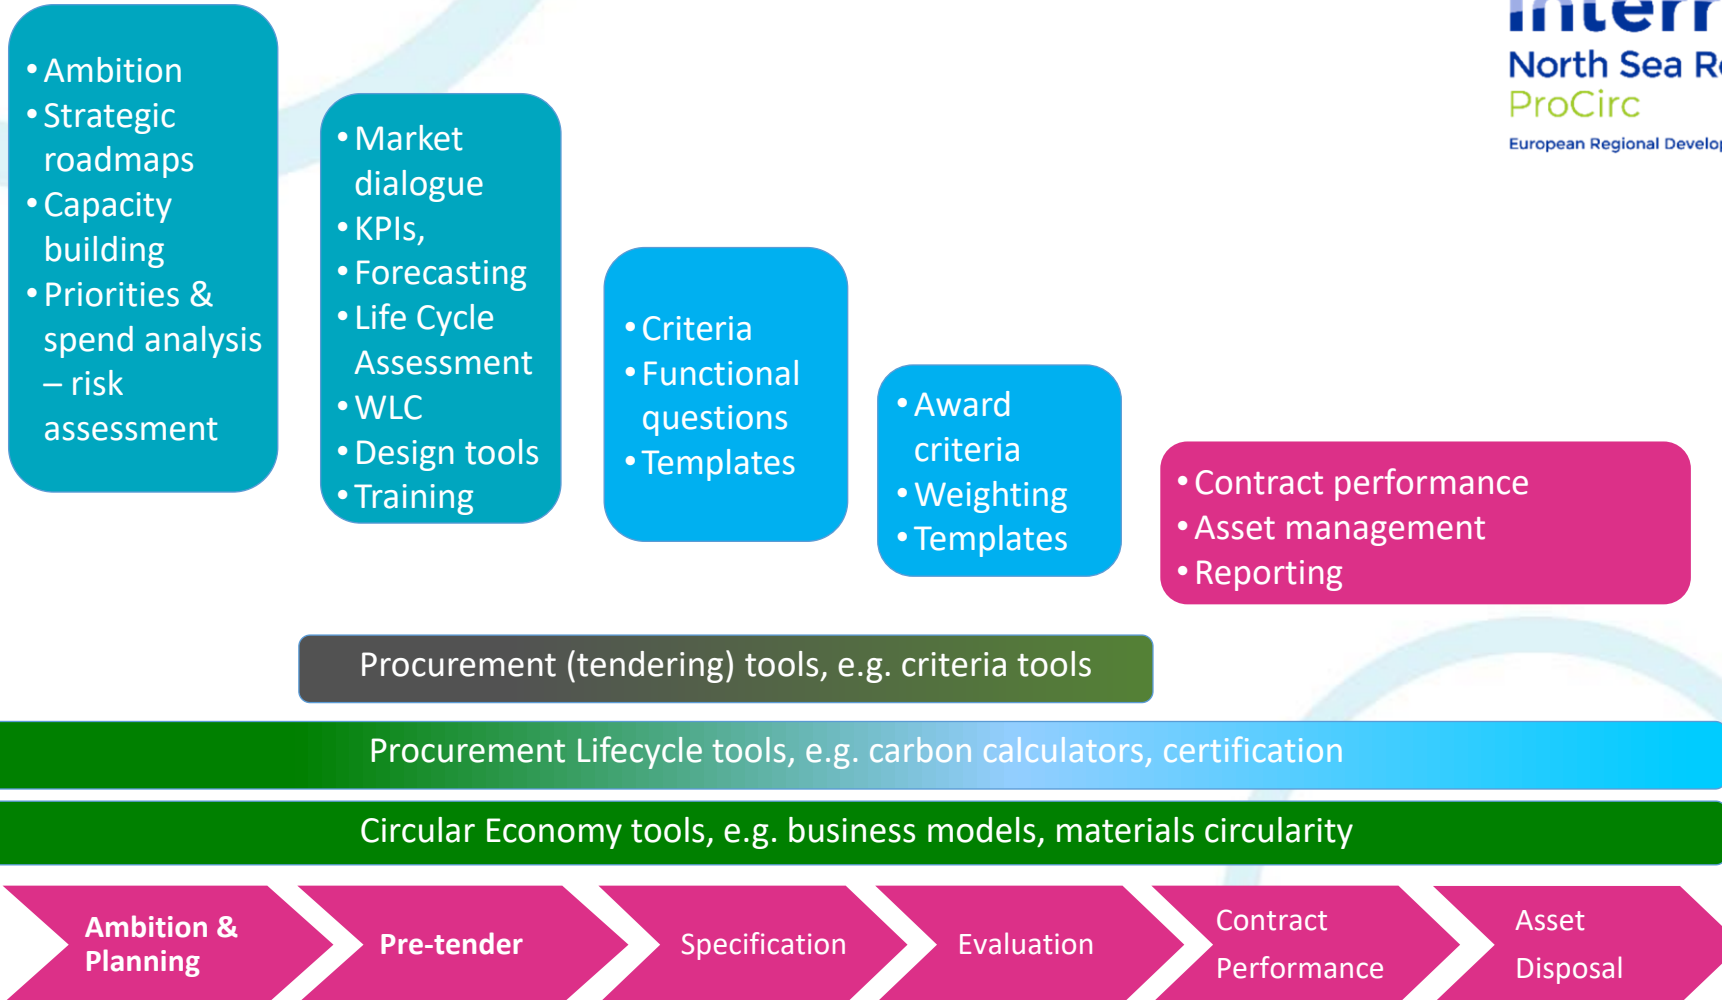 • Ambition
• Strategic
roadmaps
• Capacity
building
• Priorities &
spend analysis
– risk
assessment
• Market
dialogue
• KPIs,
• Forecasting
• Life Cycle
Assessment
• WLC
• Design tools
• Training
• Criteria
• Functional
questions
• Templates
• Award
criteria
• Weighting
• Templates
• Contract performance
• Asset management
• Reporting
North Sea
ProCirc
European Regional
Procurement (tendering) tools, e.g. criteria tools
Procurement Lifecycle tools, e.g. carbon calculators, certification
Circular Economy tools, e.g. business models, materials circularity
Ambition &
Planning
Pre-tender
Specification
Evaluation
Contract
Performance
Asset
Disposal